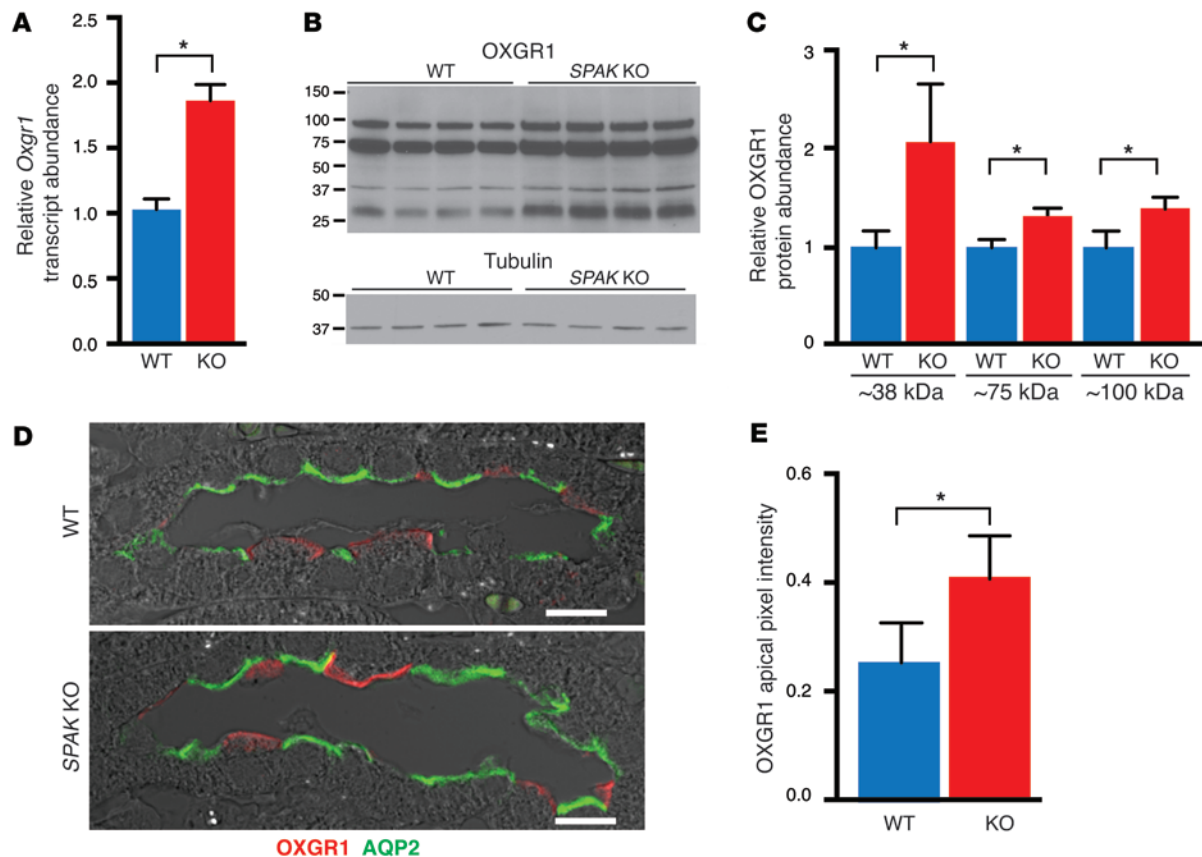 A
Relative Oxgr1
transcript abundance
2.5
2.0
1.5
1.0
0.5
0.0
*
WT KO
B
OXGR1
WT SPAK KO
150
100
75
50
37
25
Tubulin
WT SPAK KO
50
37
C
Relative OXGR1
protein abundance
3
2
1
0
* * *
WT KO WT KO WT KO
~38 kDa ~75 kDa ~100 kDa
D
WT
SPAK KO
OXGR1 AQP2
E
OXGR1 apical pixel intensity
0.6
0.4
0.2
0.0
*
WT KO